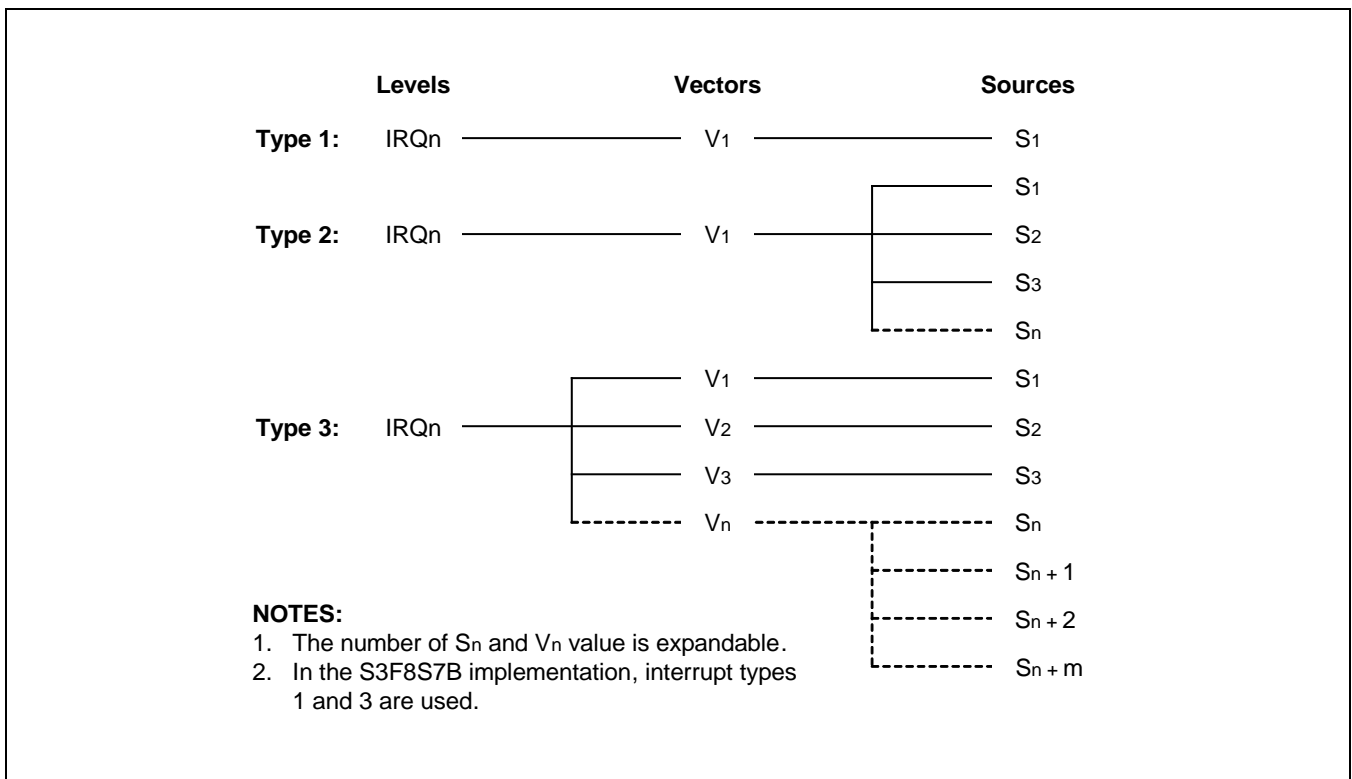 Levels Vectors Sources
Type 1: IRQn V1 S1
S1
Type 2: IRQn V1 S2
S3
Sn
V1 S1
Type 3: IRQn V2 S2
V3 S3
Vn Sn
Sn + 1
NOTES:
Sn + 2
1. The number of Sn and Vn value is expandable.
Sn + m
2. In the S3F8S7B implementation, interrupt types
1 and 3 are used.